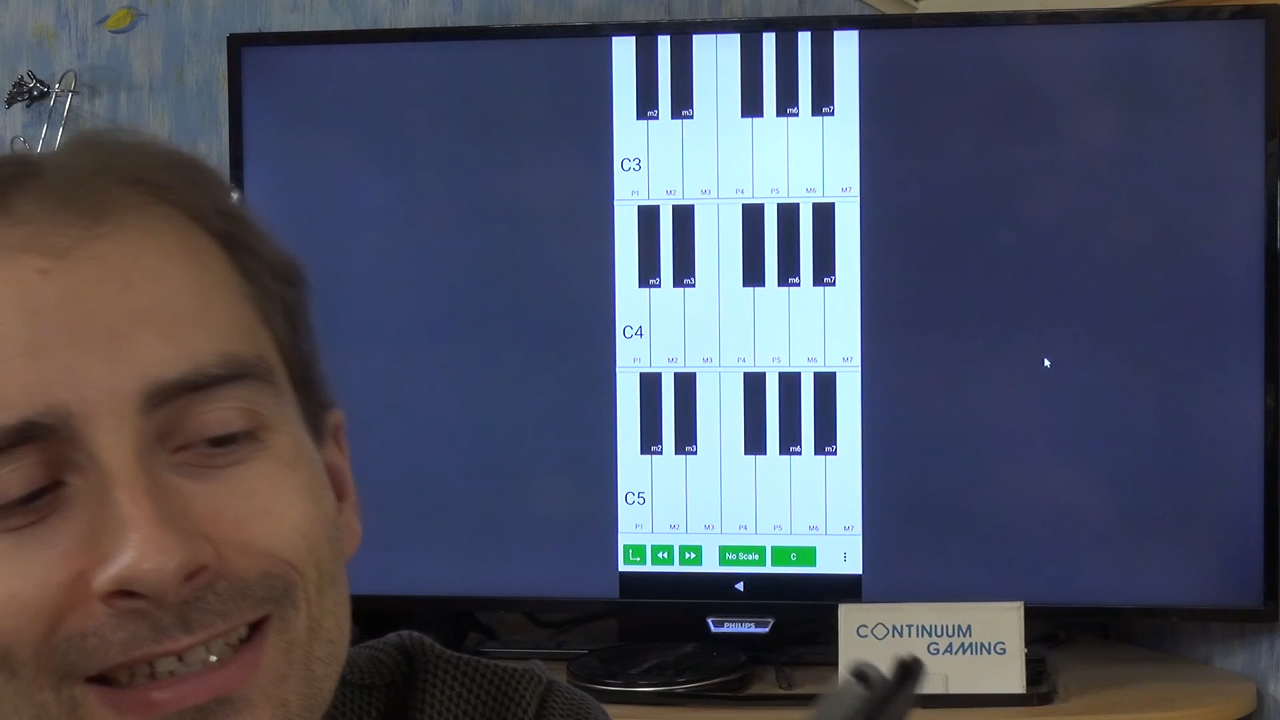 m2 m3 m6 m7
C3
P1 M2 M3 P4 P5 M6 M7
m2 m3 m6 m7
C4
P1 M2 M3 P4 P5 M6 M7
m2 m3 m6 m7
C5
P1 M2 M3 P4 P5 M6 M7
No Scale C
PHILIPS
CONTINUUM
GAMING